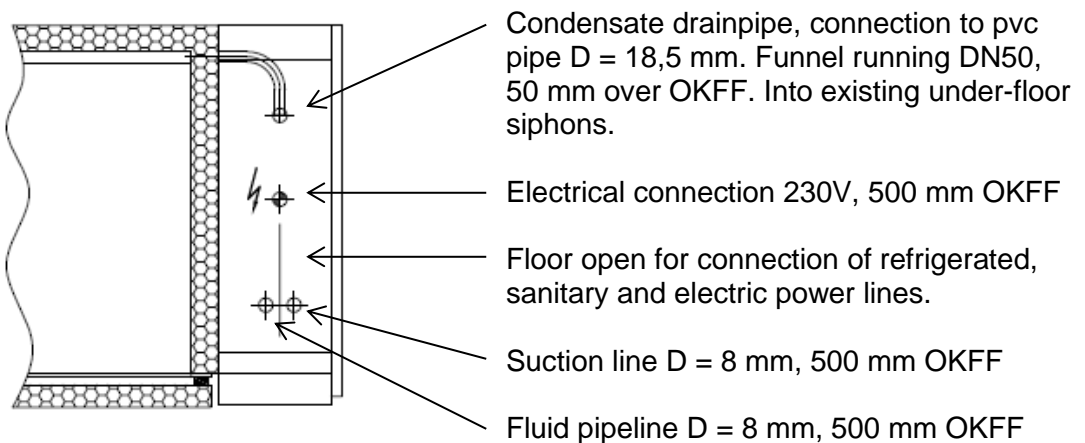 Condensate drainpipe, connection to pvc
pipe D = 18,5 mm. Funnel running DN50,
50 mm over OKFF. Into existing under-floor
siphons.
Electrical connection 230V, 500 mm OKFF
Floor open for connection of refrigerated,
sanitary and electric power lines.
Suction line D = 8 mm, 500 mm OKFF
Fluid pipeline D = 8 mm, 500 mm OKFF